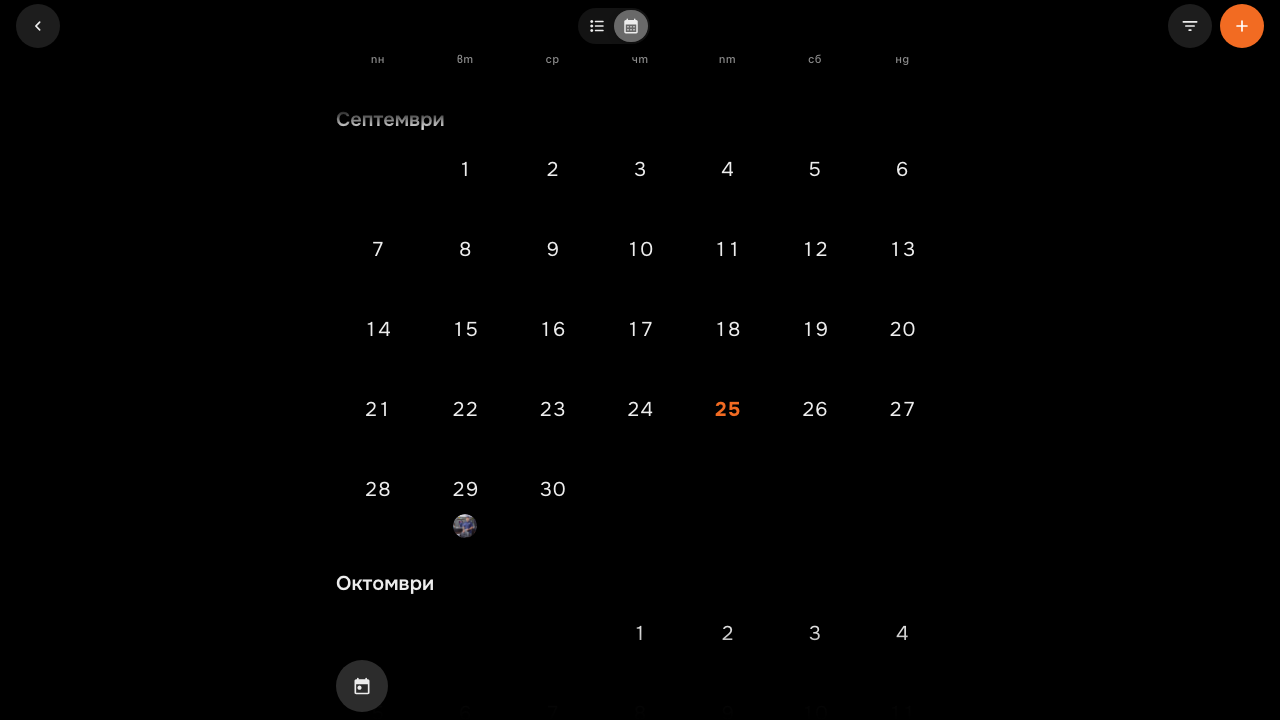 пн вт ср чт пт сб нд
Септември
1 2 3 4 5 6
7 8 9 10 11 12 13
14 15 16 17 18 19 20
21 22 23 24 25 26 27
28 29 30
Октомври
1 2 3 4